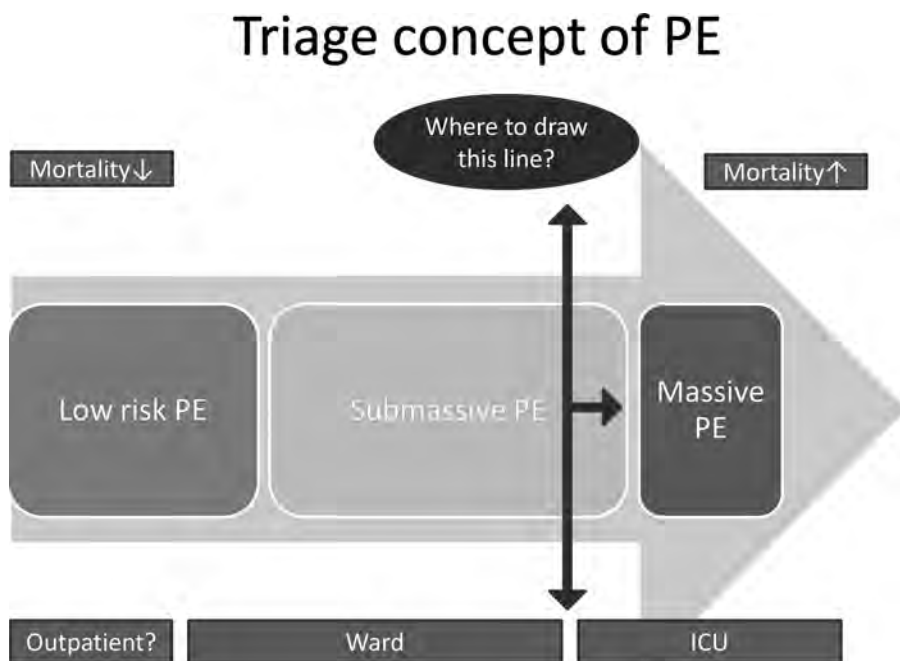 Triage concept of PE
Where to draw
this line?
Mortality↓
Mortality↑
Low risk PE
Submassive PE
Massive
PE
Outpatient?
Ward
ICU